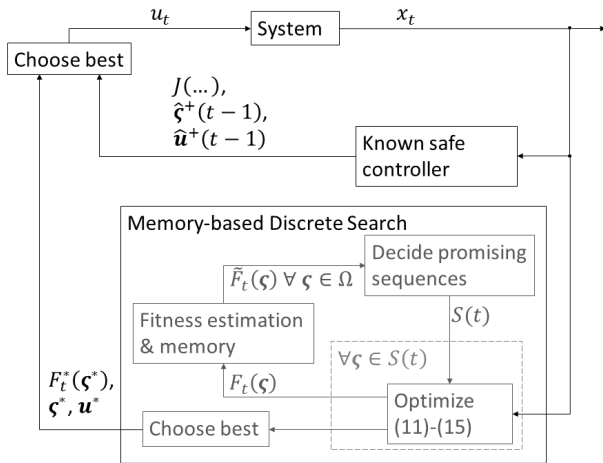 u_t
x_t
System
Choose best
J(…),
𝛓̂⁺(t − 1),
𝐮̂⁺(t − 1)
Known safe
controller
Memory-based Discrete Search
Decide promising
sequences
F̃_t(𝛓) ∀ 𝛓 ∈ Ω
Fitness estimation
& memory
S(t)
∀𝛓 ∈ S(t)
F_t(𝛓)
Optimize
(11)-(15)
F_t^*(𝛓^*),
𝛓^*, 𝐮^*
Choose best